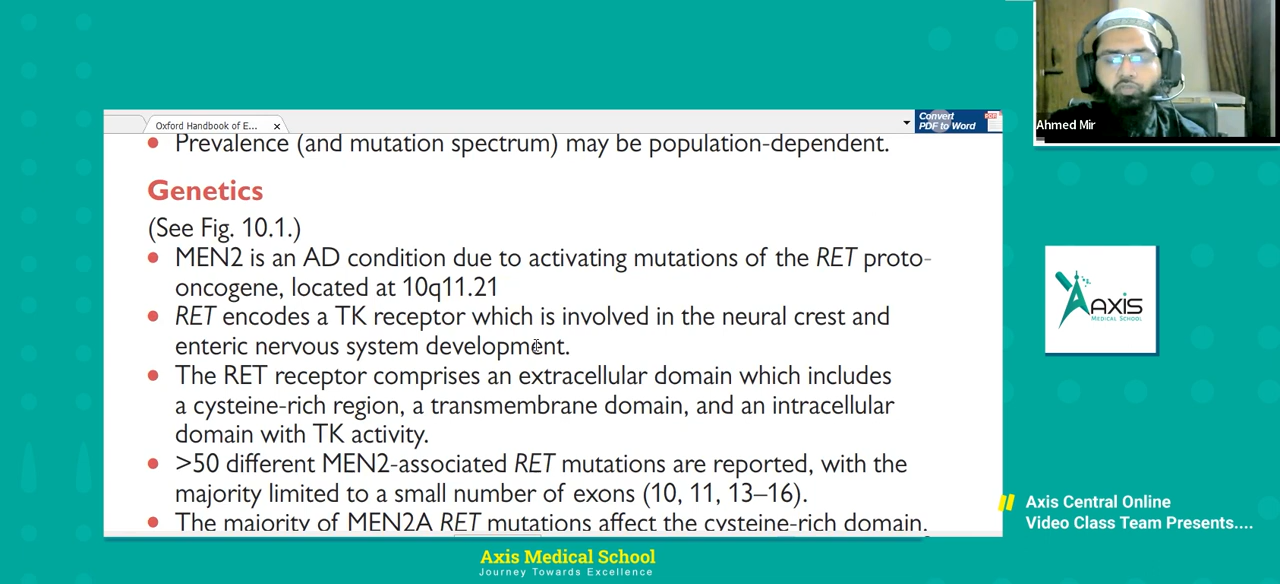 Oxford Handbook of E...
Convert
PDF to Word
PDF
• Prevalence (and mutation spectrum) may be population-dependent.
Genetics
(See Fig. 10.1.)
• MEN2 is an AD condition due to activating mutations of the RET proto-
oncogene, located at 10q11.21
• RET encodes a TK receptor which is involved in the neural crest and
enteric nervous system development.
• The RET receptor comprises an extracellular domain which includes
a cysteine-rich region, a transmembrane domain, and an intracellular
domain with TK activity.
• >50 different MEN2-associated RET mutations are reported, with the
majority limited to a small number of exons (10, 11, 13–16).
• The majority of MEN2A RET mutations affect the cysteine-rich domain.
Ahmed Mir
AXIS
MEDICAL SCHOOL
Axis Central Online
Video Class Team Presents....
Axis Medical School
Journey Towards Excellence